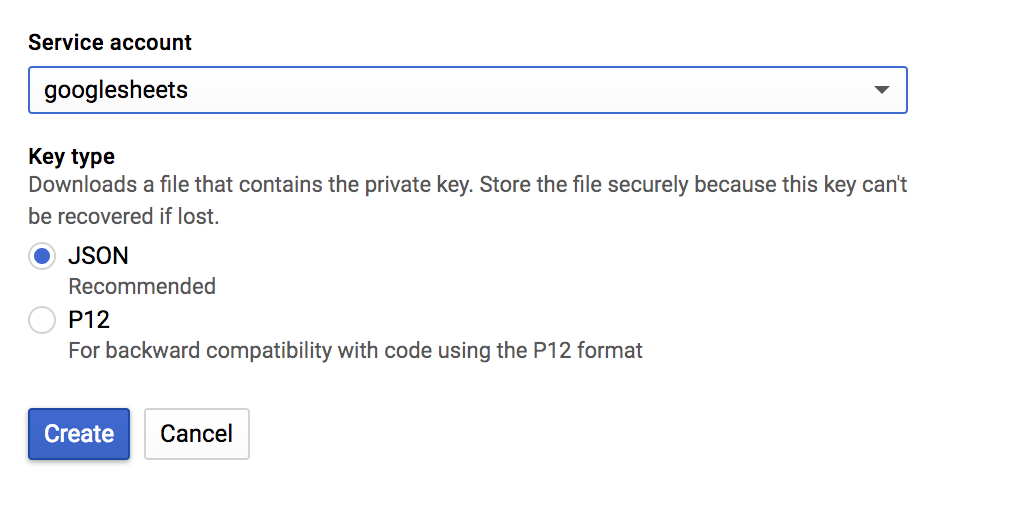 Service account
googlesheets
Key type
Downloads a file that contains the private key. Store the file securely because this key can't
be recovered if lost.
JSON
Recommended
P12
For backward compatibility with code using the P12 format
Create Cancel